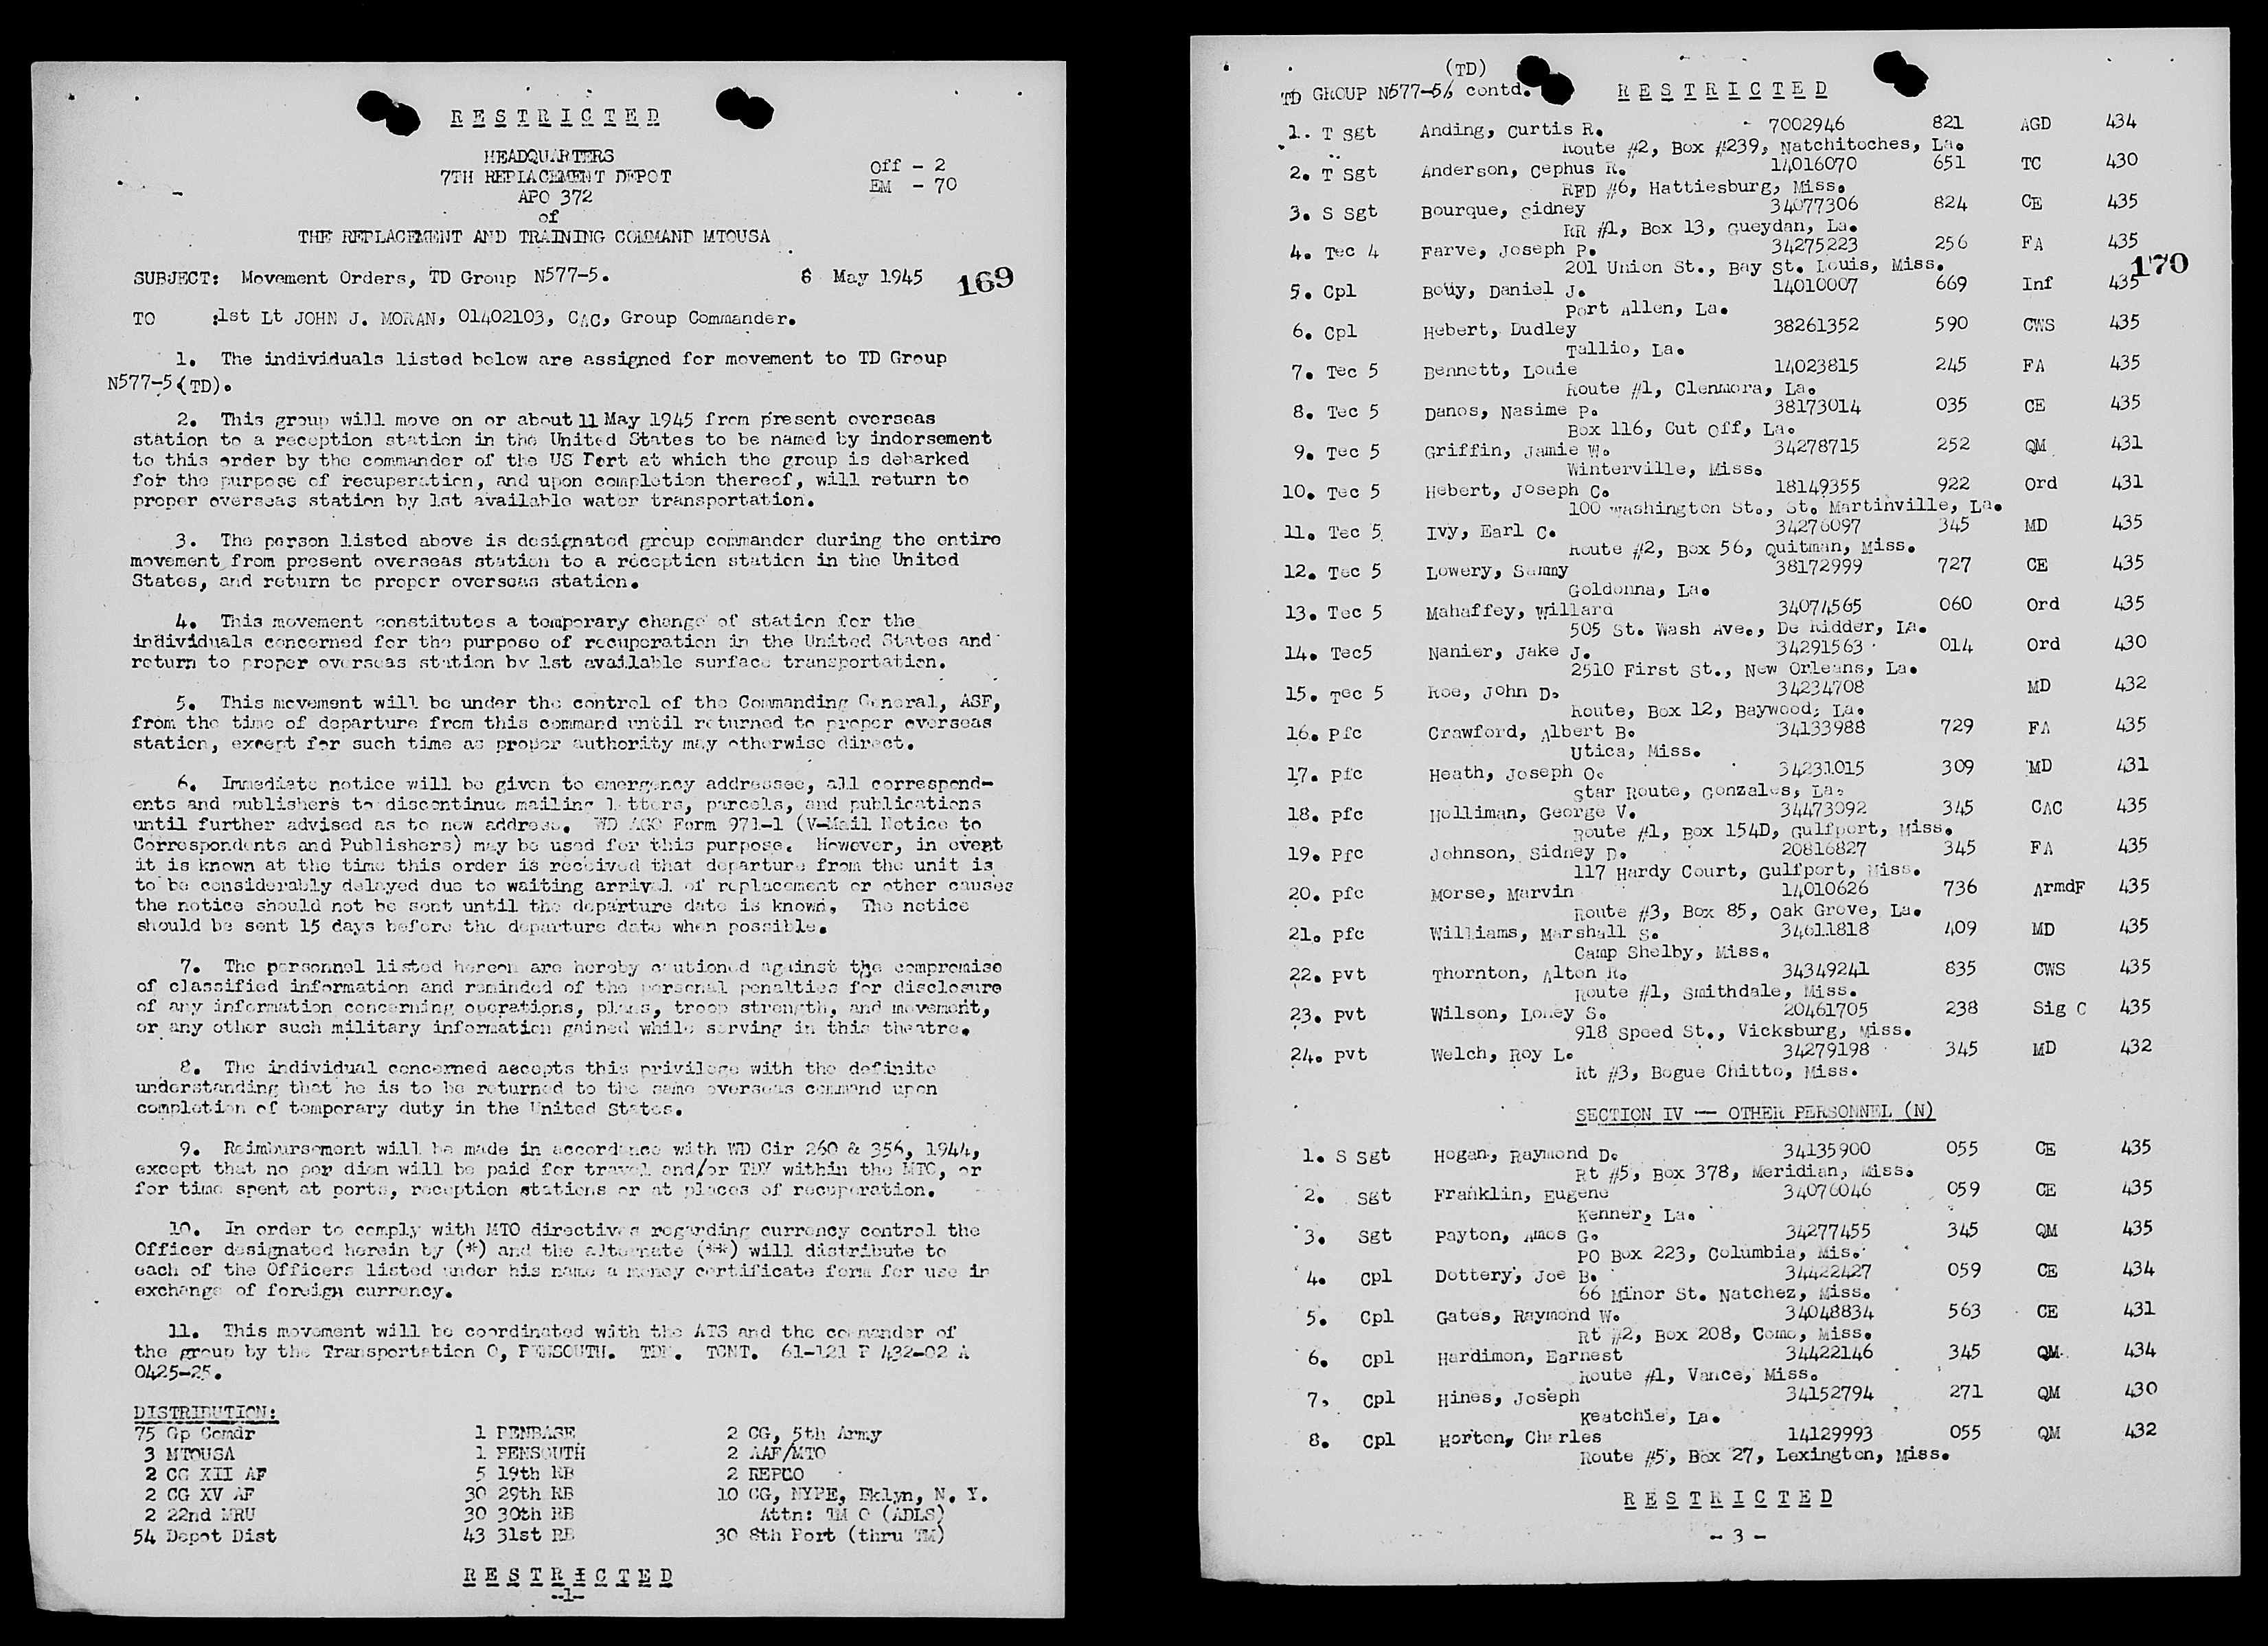 RESTRICTED
HEADQUARTERS
7TH REPLACEMENT DEPOT
APO 372
of
THE REPLACEMENT AND TRAINING COMMAND MTOUSA
Off - 2
EM - 70
SUBJECT: Movement Orders, TD Group N577-5. 6 May 1945
169
TO :1st Lt JOHN J. MORAN, O1402103, CAC, Group Commander.
1. The individuals listed below are assigned for movement to TD Group
N577-5(TD).
2. This group will move on or about 11 May 1945 from present overseas
station to a reception station in the United States to be named by indorsement
to this order by the commander of the US Port at which the group is debarked
for the purpose of recuperation, and upon completion thereof, will return to
proper overseas station by 1st available water transportation.
3. The person listed above is designated group commander during the entire
movement from present overseas station to a reception station in the United
States, and return to proper overseas station.
4. This movement constitutes a temporary change of station for the
individuals concerned for the purpose of recuperation in the United States and
return to proper overseas station by 1st available surface transportation.
5. This movement will be under the control of the Commanding General, ASF,
from the time of departure from this command until returned to proper overseas
station, except for such time as proper authority may otherwise direct.
6. Immediate notice will be given to emergency addressee, all correspond-
ents and publishers to discontinue mailing letters, parcels, and publications
until further advised as to new address. WD AGO Form 971-1 (V-Mail Notice to
Correspondents and Publishers) may be used for this purpose. However, in event
it is known at the time this order is received that departure from the unit is
to be considerably delayed due to waiting arrival of replacement or other causes
the notice should not be sent until the departure date is known. The notice
should be sent 15 days before the departure date when possible.
7. The personnel listed hereon are hereby cautioned against the compromise
of classified information and reminded of the personal penalties for disclosure
of any information concerning operations, plans, troop strength, and movement,
or any other such military information gained while serving in this theatre.
8. The individual concerned accepts this privilege with the definite
understanding that he is to be returned to the same overseas command upon
completion of temporary duty in the United States.
9. Reimbursement will be made in accordance with WD Cir 260 & 356, 1944,
except that no per diem will be paid for travel and/or TDY within the MTO, or
for time spent at ports, reception stations or at places of recuperation.
10. In order to comply with MTO directives regarding currency control the
Officer designated herein by (*) and the alternate (**) will distribute to
each of the Officers listed under his name a money certificate form for use in
exchange of foreign currency.
11. This movement will be coordinated with the ATS and the commander of
the group by the Transportation O, PENSOUTH. TDN. TCNT. 61-121 P 432-02 A
0425-25.
DISTRIBUTION:
75 Gp Comdr 1 PENBASE 2 CG, 5th Army
3 MTOUSA 1 PENSOUTH 2 AAF/MTO
2 CG XII AF 5 19th RB 2 REPCO
2 CG XV AF 30 29th RB 10 CG, NYPE, Bklyn, N. Y.
2 22nd MRU 30 30th RB Attn: TM O (ADLS)
54 Depot Dist 43 31st RB 30 8th Port (thru TM)
RESTRICTED
-1-
(TD)
TD GROUP N577-5/, contd. RESTRICTED
1. T Sgt Anding, Curtis R. 7002946 821 AGD 434
Route #2, Box #239, Natchitoches, La.
2. T Sgt Anderson, Cephus R. 14016070 651 TC 430
RFD #6, Hattiesburg, Miss.
3. S Sgt Bourque, Sidney 34077306 824 CE 435
RR #1, Box 13, Gueydan, La.
4. Tec 4 Farve, Joseph P. 34275223 256 FA 435
201 Union St., Bay St. Louis, Miss.
170
5. Cpl Bouy, Daniel J. 14010007 669 Inf 435
Port Allen, La.
6. Cpl Hebert, Dudley 38261352 590 CWS 435
Tallio, La.
7. Tec 5 Bennett, Louie 14023815 245 FA 435
Route #1, Clenmora, La.
8. Tec 5 Danos, Nasime P. 38173014 035 CE 435
Box 116, Cut Off, La.
9. Tec 5 Griffin, Jamie W. 34278715 252 QM 431
Winterville, Miss.
10. Tec 5 Hebert, Joseph C. 18149355 922 Ord 431
100 Washington St., St. Martinville, La.
11. Tec 5 Ivy, Earl C. 34276097 345 MD 435
Route #2, Box 56, Quitman, Miss.
12. Tec 5 Lowery, Sammy 38172999 727 CE 435
Goldonna, La.
13. Tec 5 Mahaffey, Willard 34074565 060 Ord 435
505 St. Wash Ave., De Ridder, La.
14. Tec5 Nanier, Jake J. 34291563 014 Ord 430
2510 First St., New Orleans, La.
15. Tec 5 Roe, John D. 34234708 MD 432
Route, Box 12, Baywood, La.
16. Pfc Crawford, Albert B. 34133988 729 FA 435
Utica, Miss.
17. Pfc Heath, Joseph O. 34231015 309 MD 431
Star Route, Gonzales, La.
18. Pfc Holliman, George V. 34473092 345 CAC 435
Route #1, Box 154D, Gulfport, Miss.
19. Pfc Johnson, Sidney D. 20816827 345 FA 435
117 Hardy Court, Gulfport, Miss.
20. Pfc Morse, Marvin 14010626 736 ArmdF 435
Route #3, Box 85, Oak Grove, La.
21. Pfc Williams, Marshall S. 34611818 409 MD 435
Camp Shelby, Miss.
22. Pvt Thornton, Alton R. 34349241 835 CWS 435
Route #1, Smithdale, Miss.
23. Pvt Wilson, Loney S. 20461705 238 Sig C 435
918 Speed St., Vicksburg, Miss.
24. Pvt Welch, Roy L. 34279198 345 MD 432
Rt #3, Bogue Chitto, Miss.
SECTION IV — OTHER PERSONNEL (N)
1. S Sgt Hogan, Raymond D. 34135900 055 CE 435
Rt #5, Box 378, Meridian, Miss.
2. Sgt Franklin, Eugene 34076046 059 CE 435
Kenner, La.
3. Sgt Payton, Amos G. 34277455 345 QM 435
PO Box 223, Columbia, Mis.
4. Cpl Dottery, Joe B. 34422427 059 CE 434
66 Minor St. Natchez, Miss.
5. Cpl Gates, Raymond W. 34048834 563 CE 431
Rt #2, Box 208, Como, Miss.
6. Cpl Hardimon, Earnest 34422146 345 QM 434
Route #1, Vance, Miss.
7. Cpl Hines, Joseph 34152794 271 QM 430
Keatchie, La.
8. Cpl Horton, Charles 14129993 055 QM 432
Route #5, Box 27, Lexington, Miss.
RESTRICTED
- 3 -